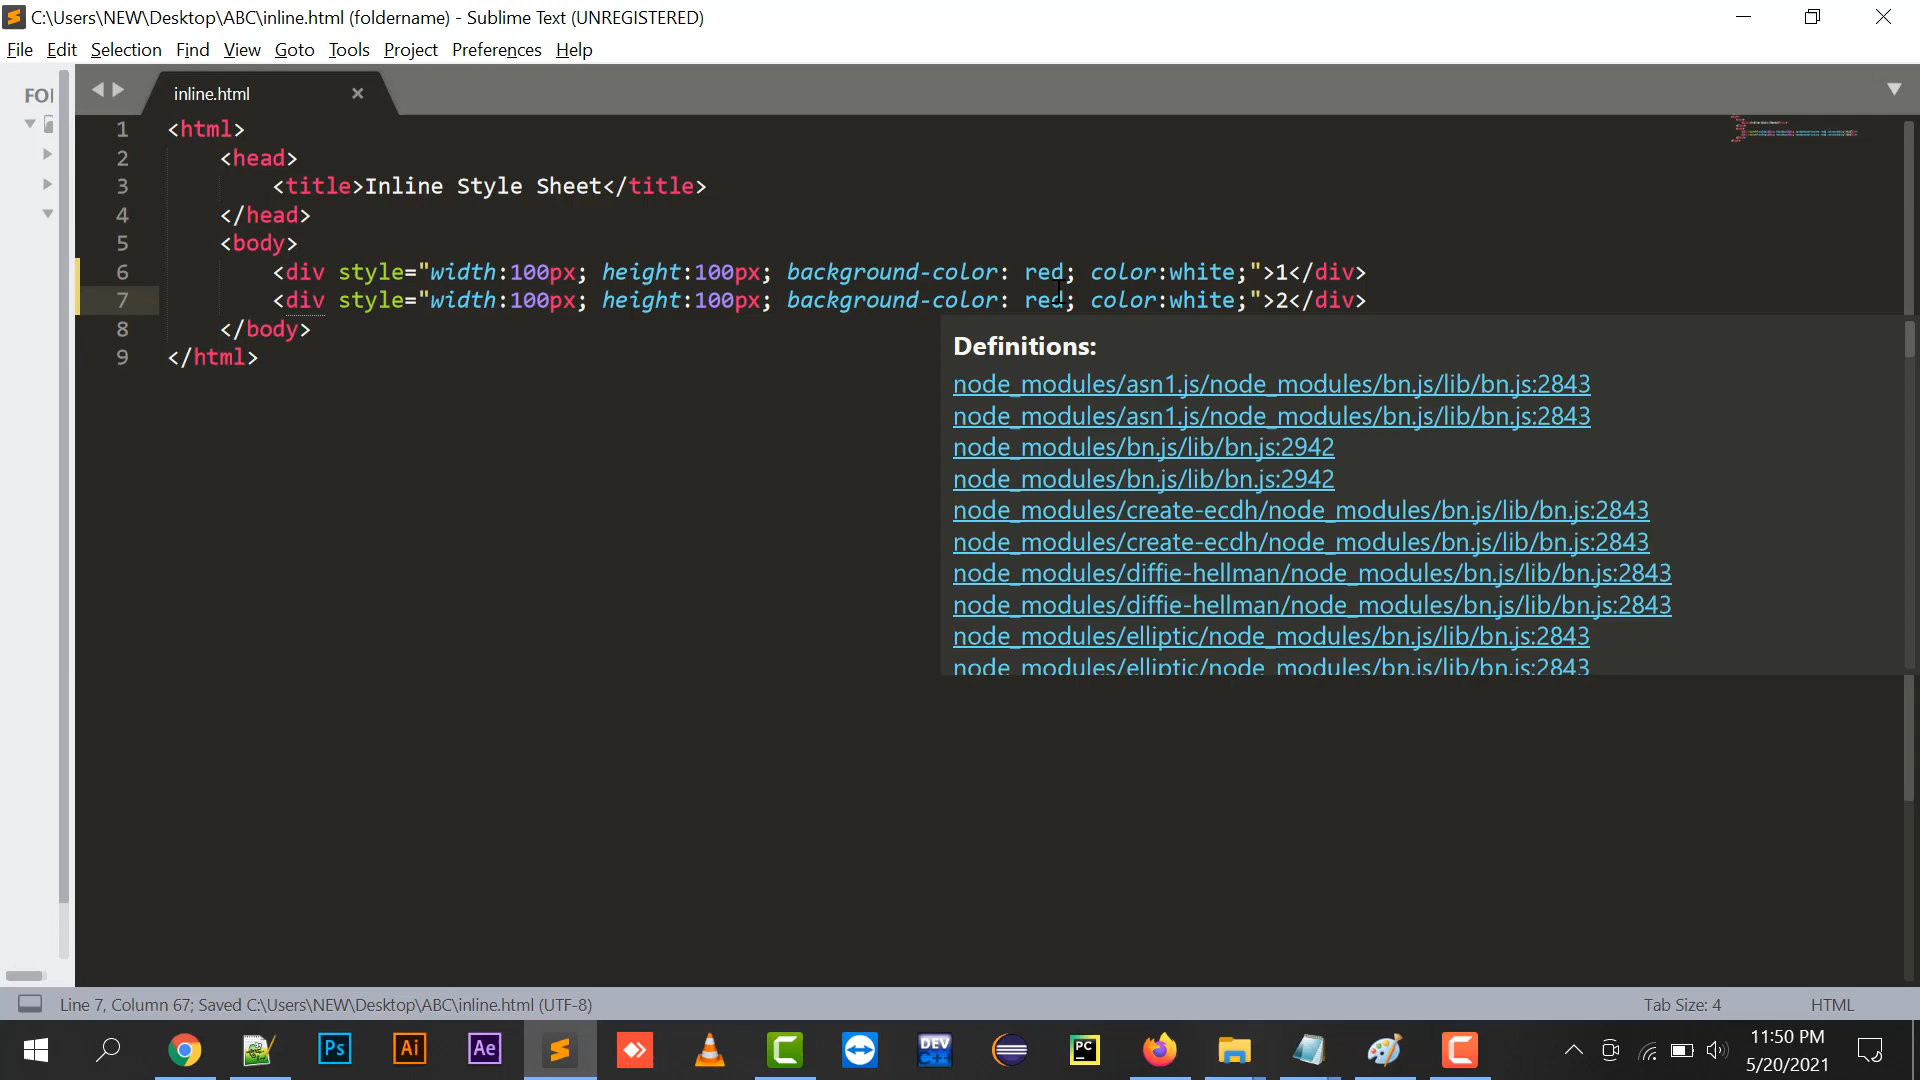 C:\Users\NEW\Desktop\ABC\inline.html (foldername) - Sublime Text (UNREGISTERED)
File Edit Selection Find View Goto Tools Project Preferences Help
FOI
inline.html
1 <html>
2 <head>
3 <title>Inline Style Sheet</title>
4 </head>
5 <body>
6 <div style="width:100px; height:100px; background-color: red; color:white;">1</div>
7 <div style="width:100px; height:100px; background-color: red; color:white;">2</div>
8 </body>
9 </html>
Definitions:
node_modules/asn1.js/node_modules/bn.js/lib/bn.js:2843
node_modules/asn1.js/node_modules/bn.js/lib/bn.js:2843
node_modules/bn.js/lib/bn.js:2942
node_modules/bn.js/lib/bn.js:2942
node_modules/create-ecdh/node_modules/bn.js/lib/bn.js:2843
node_modules/create-ecdh/node_modules/bn.js/lib/bn.js:2843
node_modules/diffie-hellman/node_modules/bn.js/lib/bn.js:2843
node_modules/diffie-hellman/node_modules/bn.js/lib/bn.js:2843
node_modules/elliptic/node_modules/bn.js/lib/bn.js:2843
node_modules/elliptic/node_modules/bn.js/lib/bn.js:2843
Line 7, Column 67; Saved C:\Users\NEW\Desktop\ABC\inline.html (UTF-8)
Tab Size: 4
HTML
Ps
Ai
Ae
DEV
PC
11:50 PM
5/20/2021